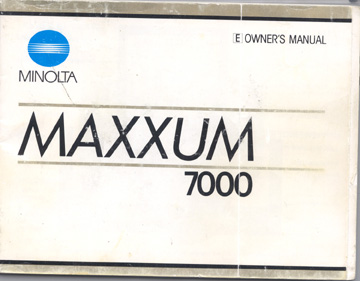 [E] OWNER'S MANUAL
MINOLTA
MAXXUM
7000